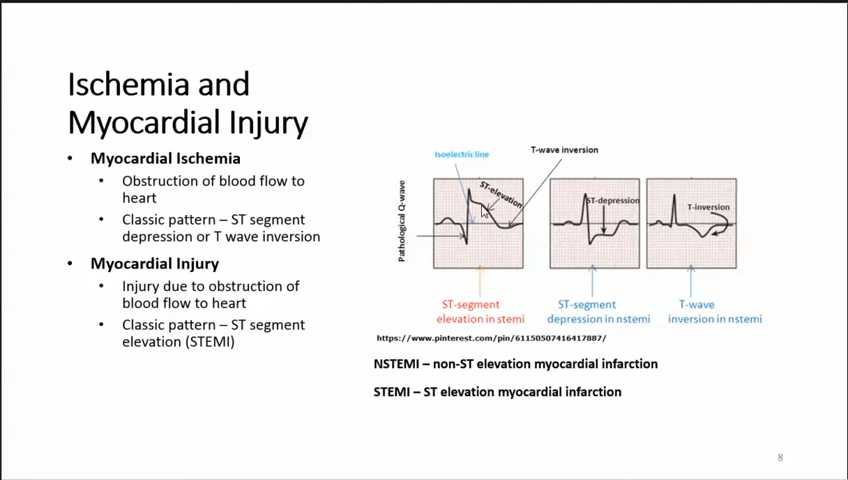 Ischemia and
Myocardial Injury
• Myocardial Ischemia
• Obstruction of blood flow to
heart
• Classic pattern – ST segment
depression or T wave inversion
• Myocardial Injury
• Injury due to obstruction of
blood flow to heart
• Classic pattern – ST segment
elevation (STEMI)
Isoelectric line
T-wave inversion
Pathological Q-wave
ST-elevation
ST-depression
T-inversion
ST-segment
elevation in stemi
ST-segment
depression in nstemi
T-wave
inversion in nstemi
https://www.pinterest.com/pin/61150507416417887/
NSTEMI – non-ST elevation myocardial infarction
STEMI – ST elevation myocardial infarction
8